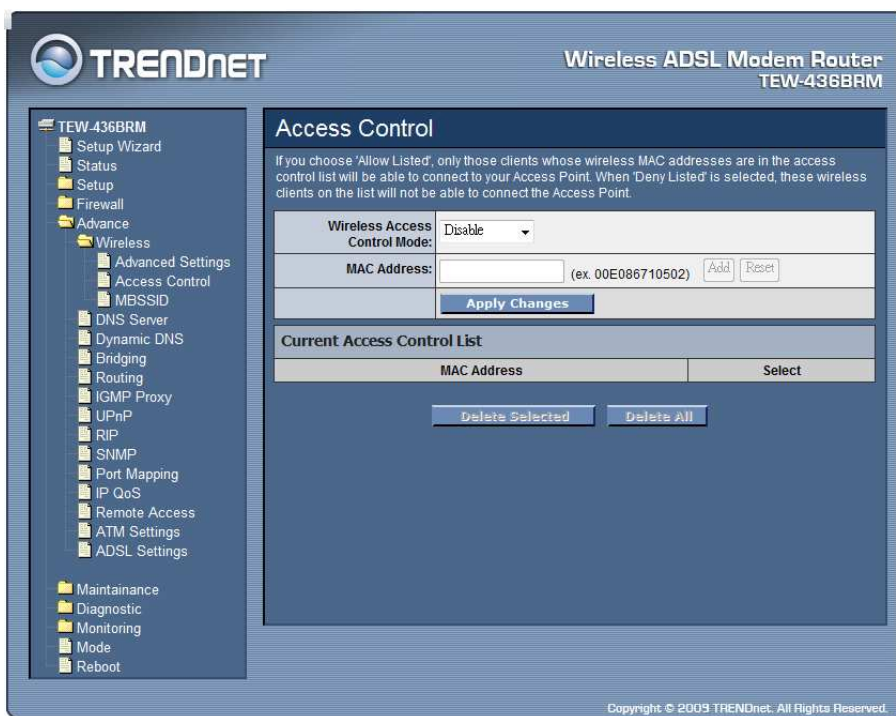 TRENDNET
Wireless ADSL Modem Router
TEW-436BRM
TEW-436BRM
Setup Wizard
Status
Setup
Firewall
Advance
Wireless
Advanced Settings
Access Control
MBSSID
DNS Server
Dynamic DNS
Bridging
Routing
IGMP Proxy
UPnP
RIP
SNMP
Port Mapping
IP QoS
Remote Access
ATM Settings
ADSL Settings
Maintainance
Diagnostic
Monitoring
Mode
Reboot
Access Control
If you choose 'Allow Listed', only those clients whose wireless MAC addresses are in the access
control list will be able to connect to your Access Point. When 'Deny Listed' is selected, these wireless
clients on the list will not be able to connect the Access Point.
Wireless Access Control Mode: Disable
MAC Address: (ex. 00E086710502) Add Reset
Apply Changes
Current Access Control List
MAC Address Select
Delete Selected Delete All
Copyright © 2009 TRENDnet. All Rights Reserved.